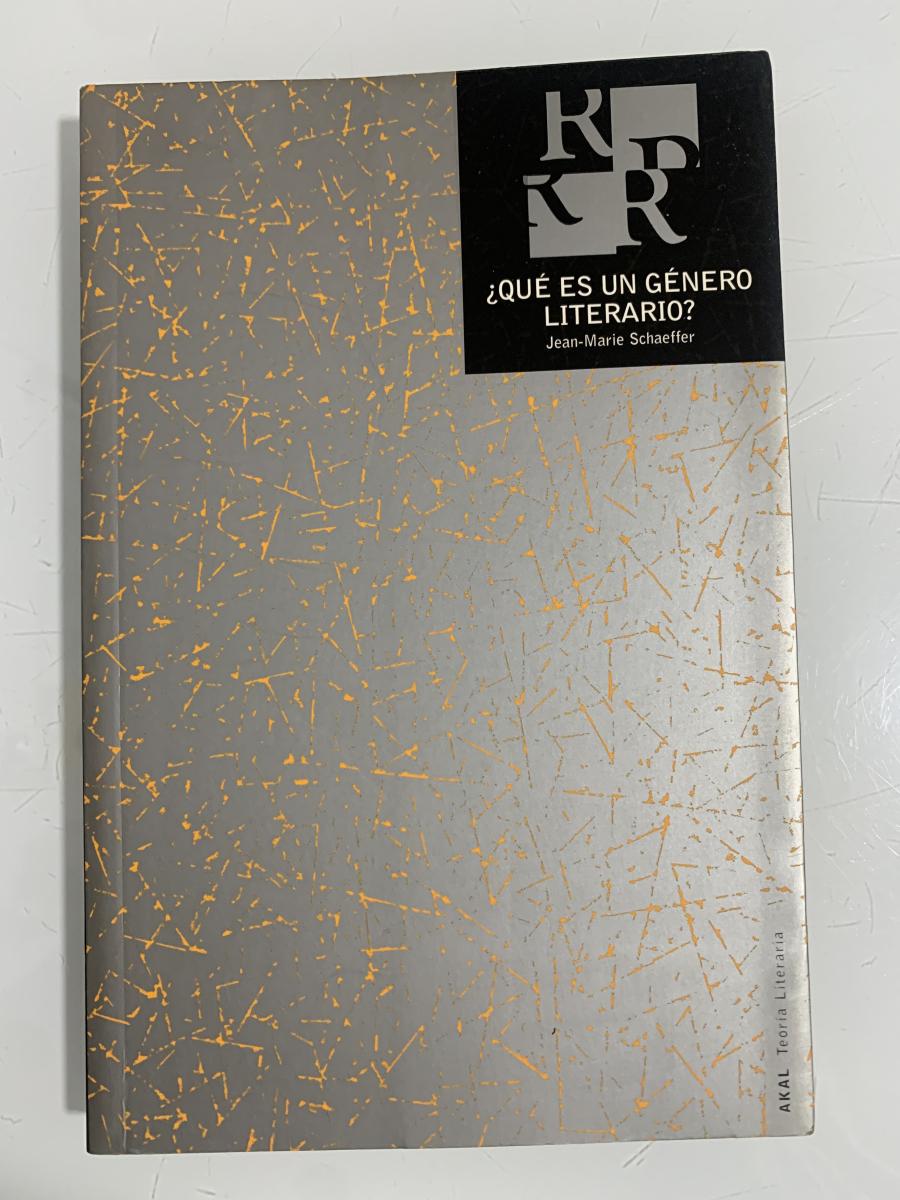 R
R
R
R
¿QUÉ ES UN GÉNERO
LITERARIO?
Jean-Marie Schaeffer
AKAL Teoría Literaria